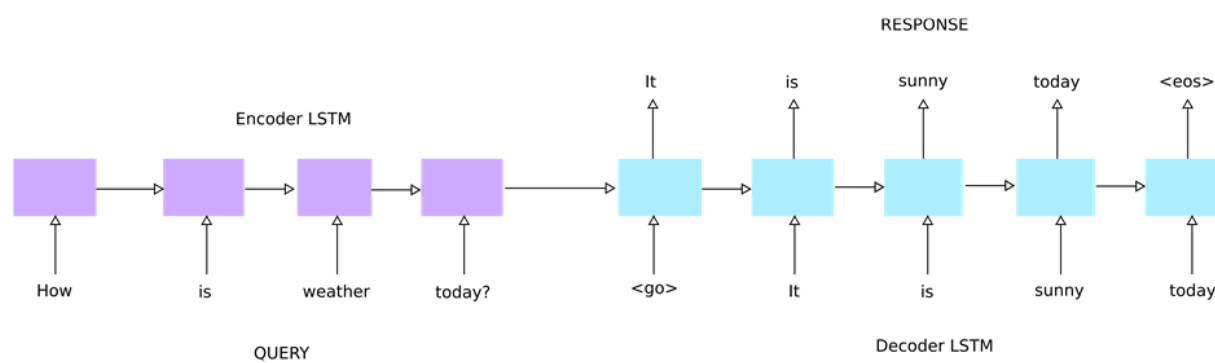 RESPONSE
It is sunny today <eos>
Encoder LSTM
How is weather today? <go> It is sunny today
QUERY
Decoder LSTM